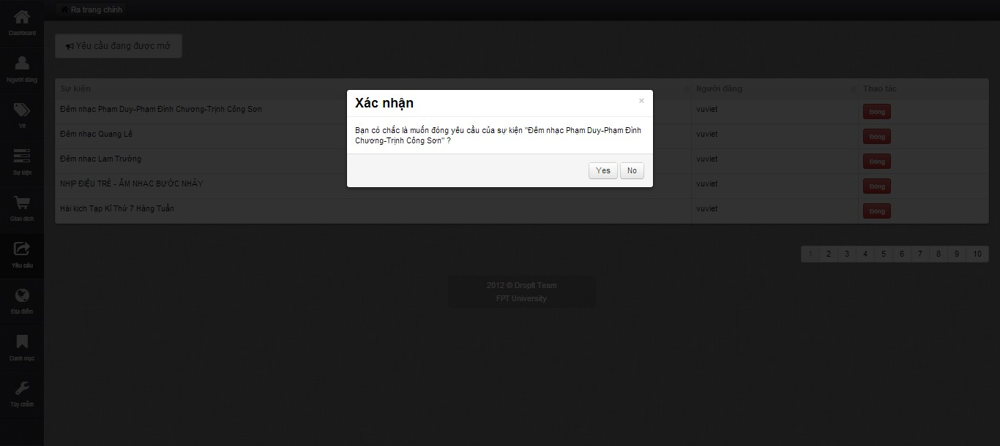 Ra trang chính
Dashboard
Người dùng
Vé
Sự kiện
Giao dịch
Yêu cầu
Địa điểm
Danh mục
Tùy chỉnh
Yêu cầu đang được mở
Sự kiện Người đăng Thao tác
Đêm nhạc Phạm Duy-Phạm Đình Chương-Trịnh Công Sơn vuviet Đóng
Đêm nhạc Quang Lê vuviet Đóng
Đêm nhạc Lam Trường vuviet Đóng
NHỊP ĐIỆU TRẺ - ÂM NHẠC BƯỚC NHẢY vuviet Đóng
Hài kịch Tạp Kĩ Thứ 7 Hàng Tuần vuviet Đóng
Xác nhận ×
Bạn có chắc là muốn đóng yêu cầu của sự kiện "Đêm nhạc Phạm Duy-Phạm Đình
Chương-Trịnh Công Sơn" ?
Yes No
1 2 3 4 5 6 7 8 9 10
2012 © DropIt Team
FPT University